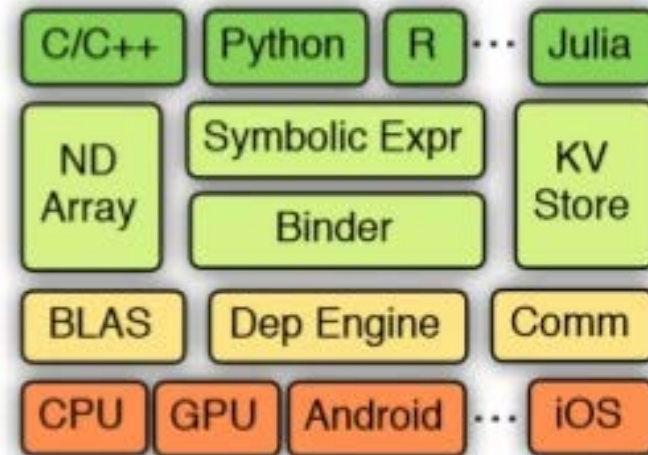 C/C++ Python R ... Julia
ND Array
Symbolic Expr
Binder
KV Store
BLAS Dep Engine Comm
CPU GPU Android ... iOS